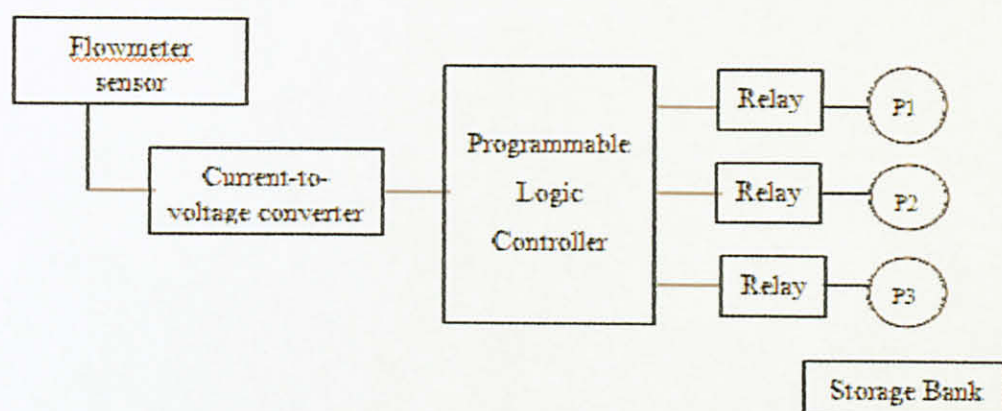 Flowmeter
sensor
Current-to-
voltage converter
Programmable
Logic
Controller
Relay
P1
Relay
P2
Relay
P3
Storage Bank